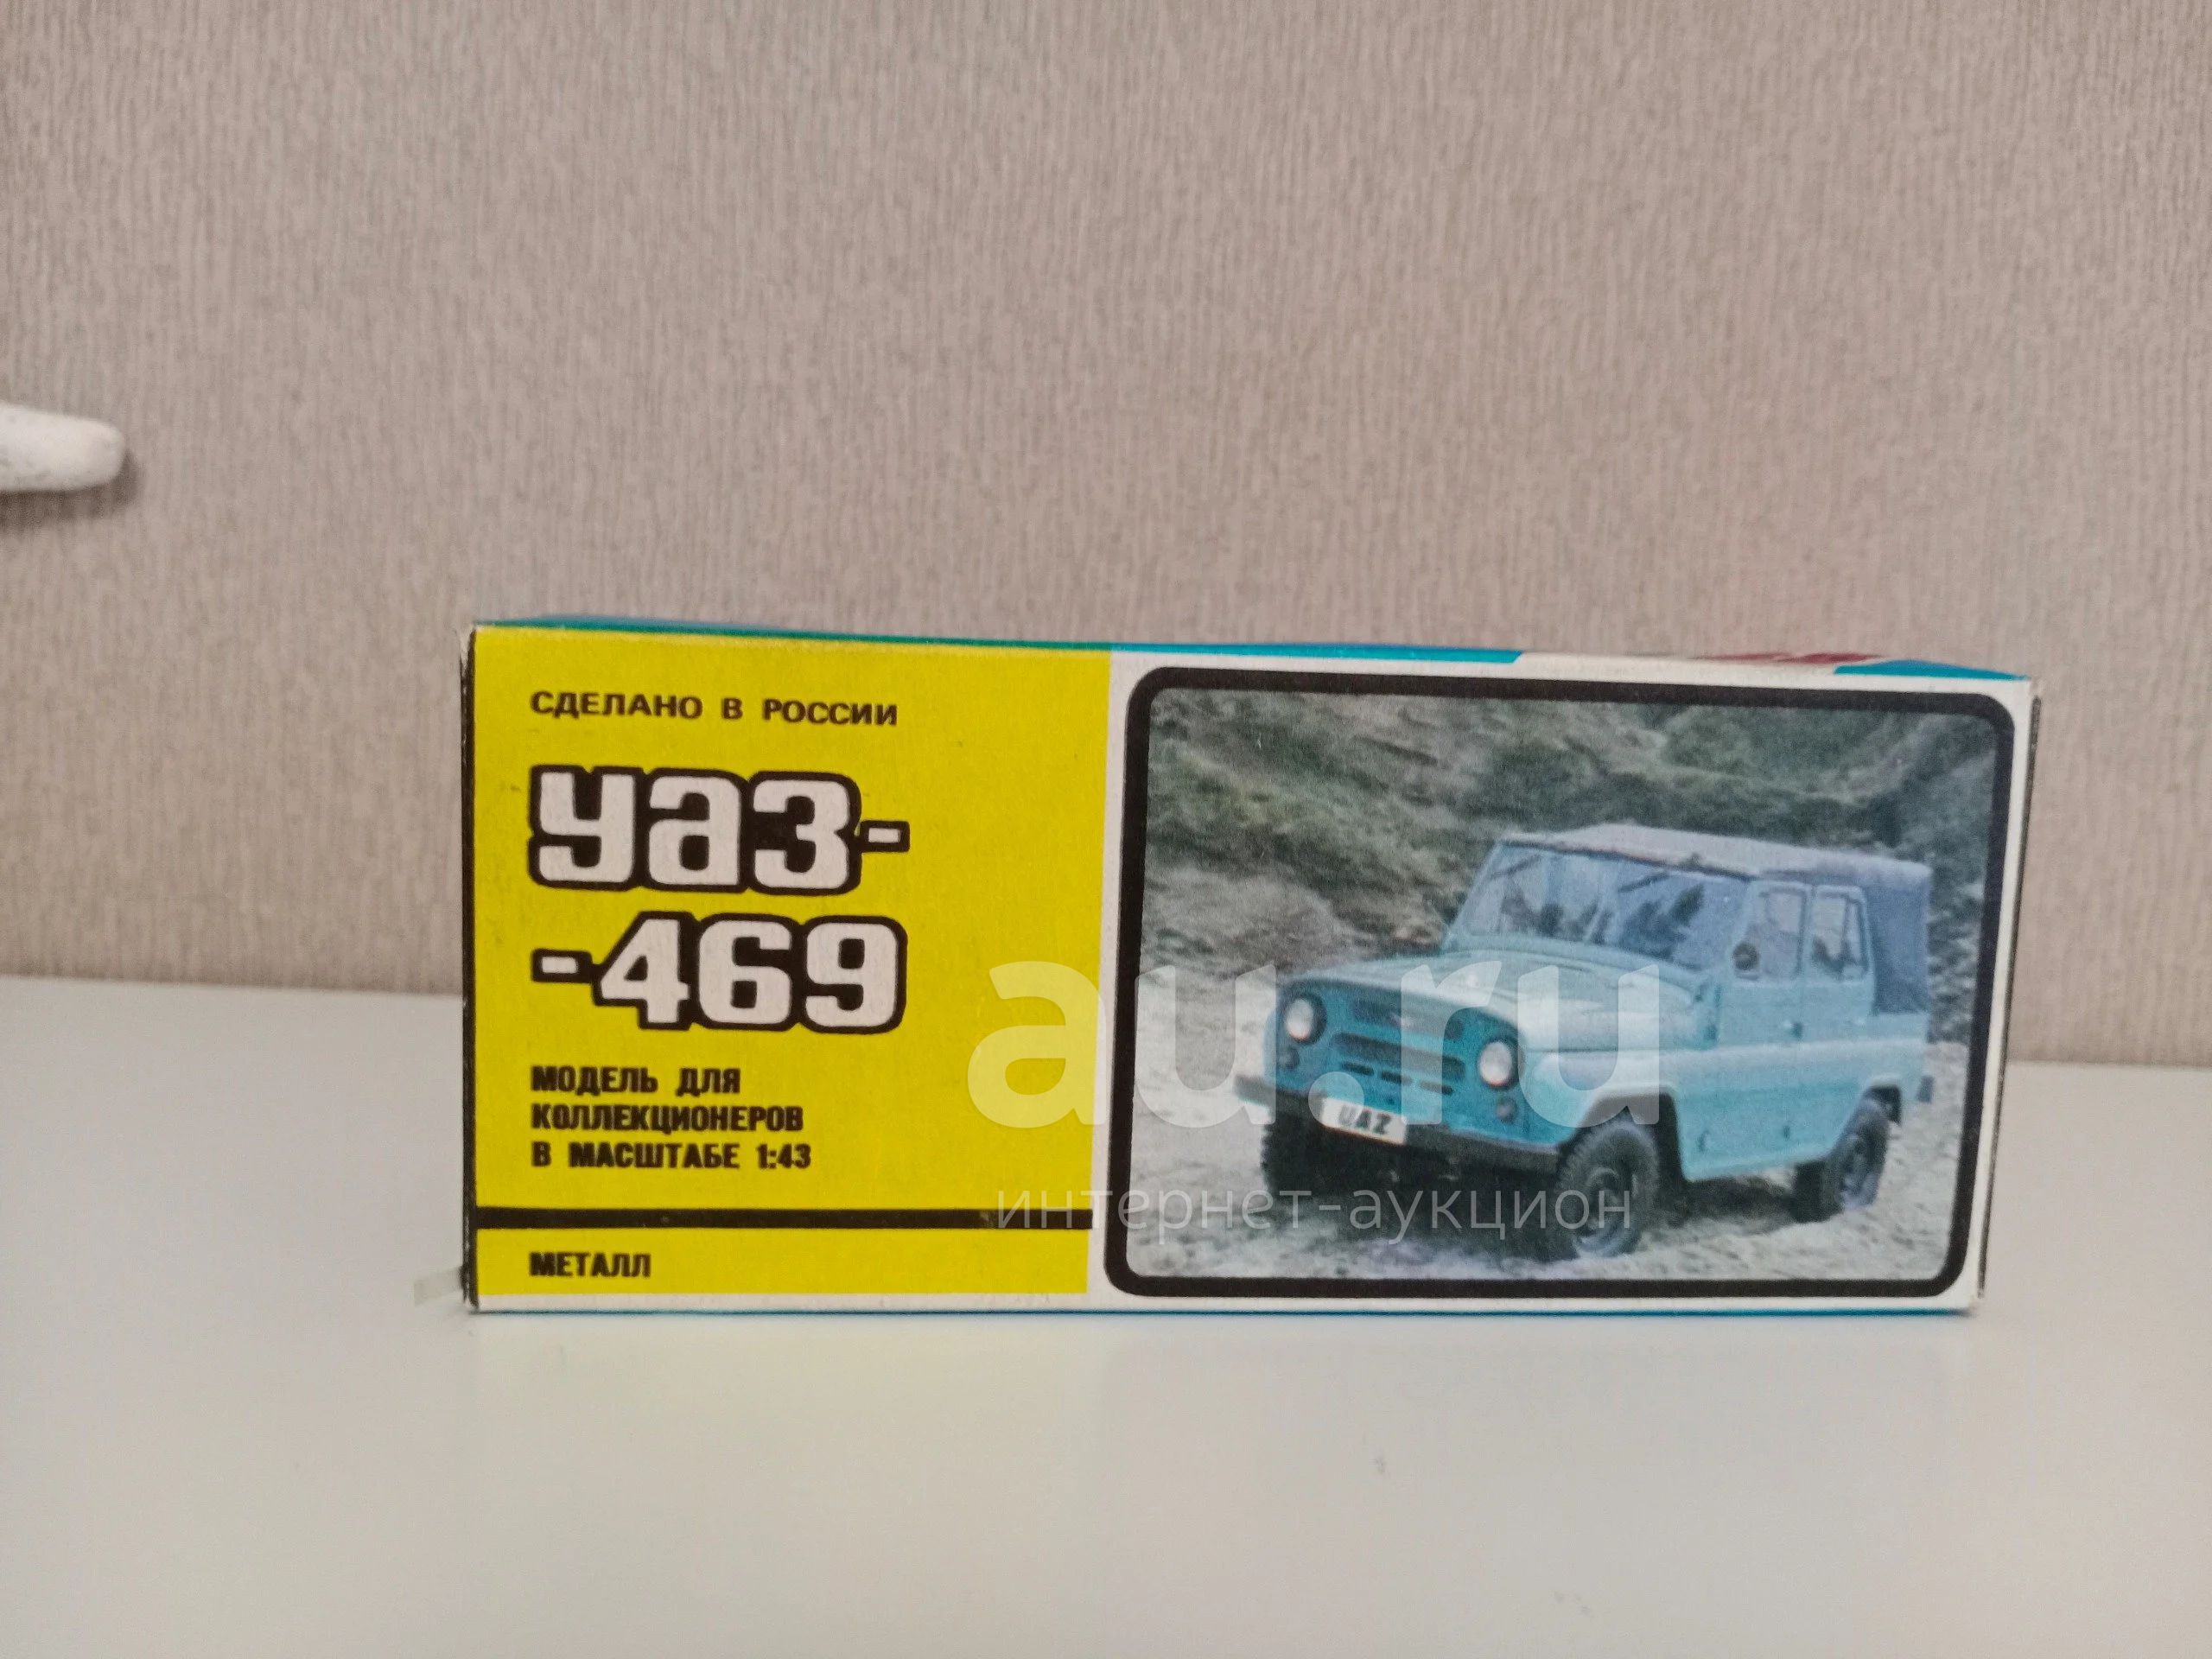 СДЕЛАНО В РОССИИ
уаз-
-469
МОДЕЛЬ ДЛЯ
КОЛЛЕКЦИОНЕРОВ
В МАСШТАБЕ 1:43
МЕТАЛЛ
UAZ
au.ru
интернет-аукцион